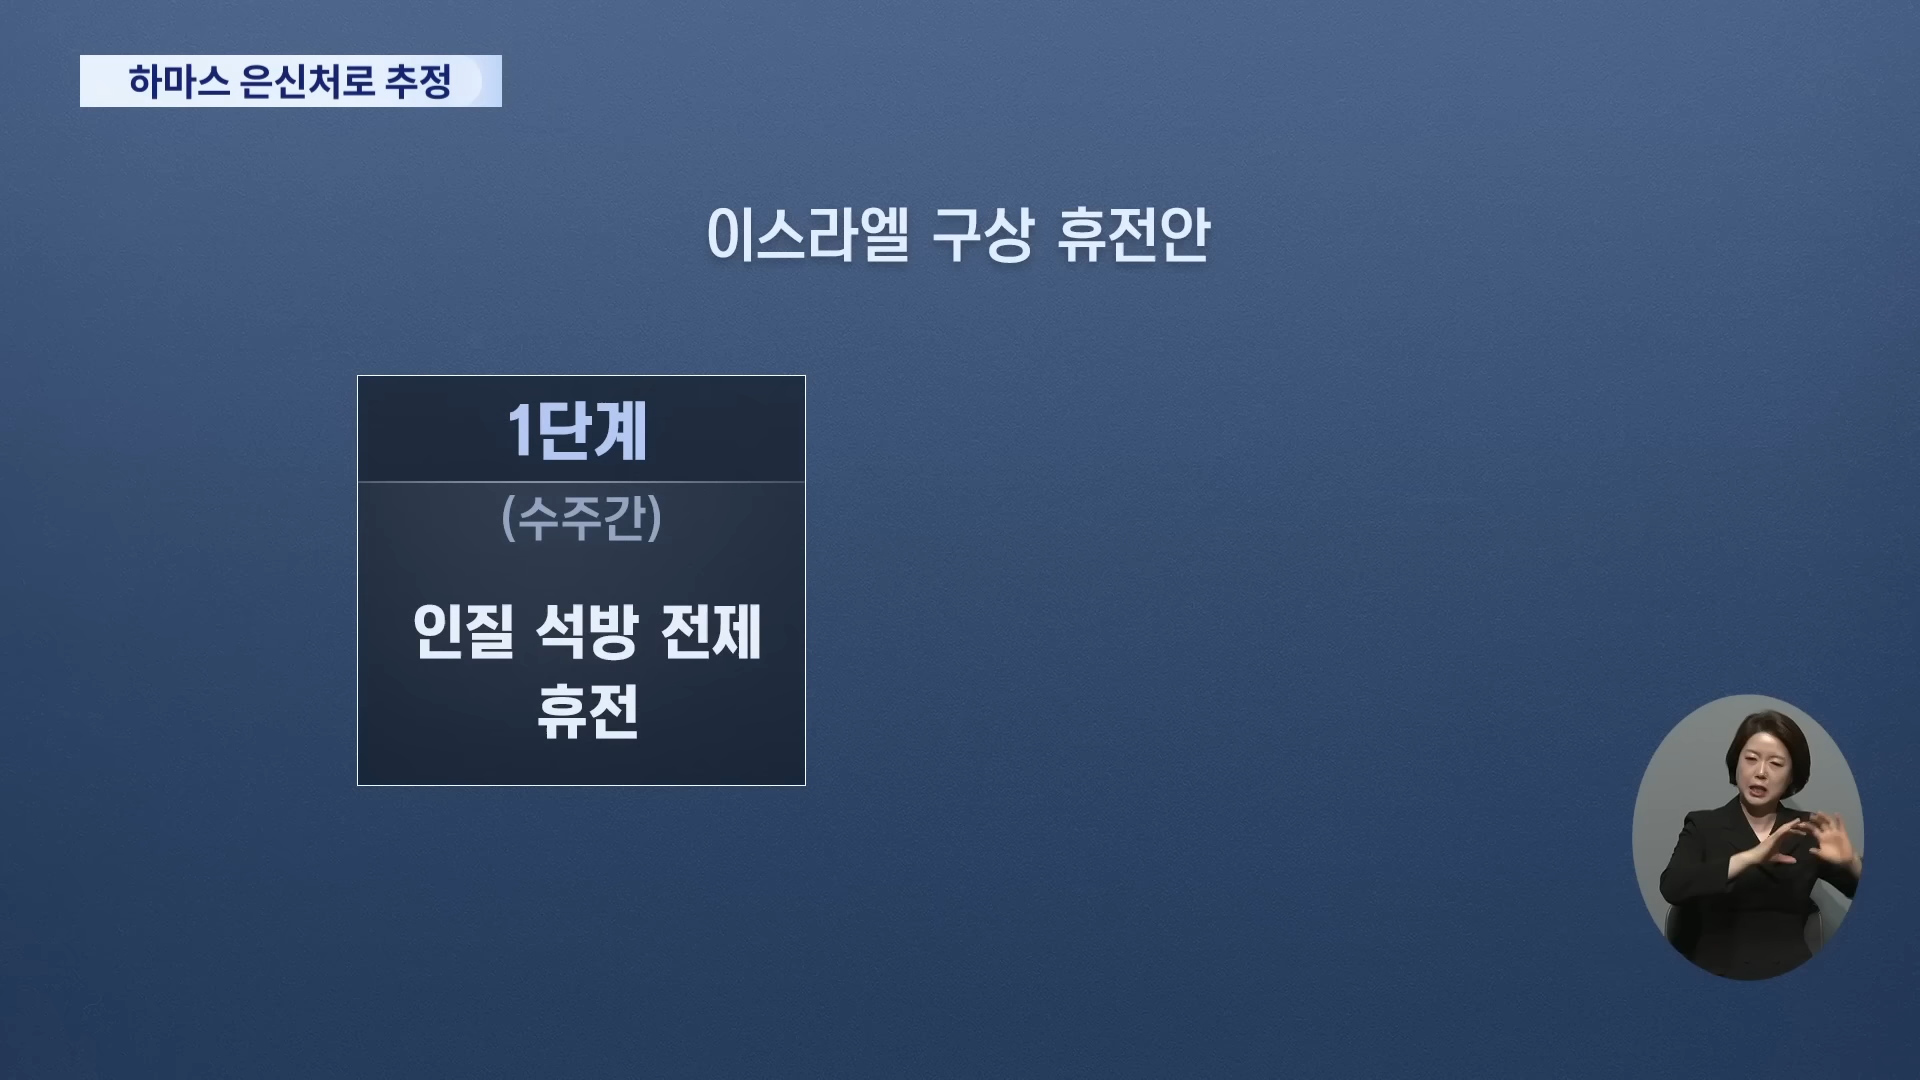 하마스 은신처로 추정
이스라엘 구상 휴전안
1단계
(수주간)
인질 석방 전제
휴전